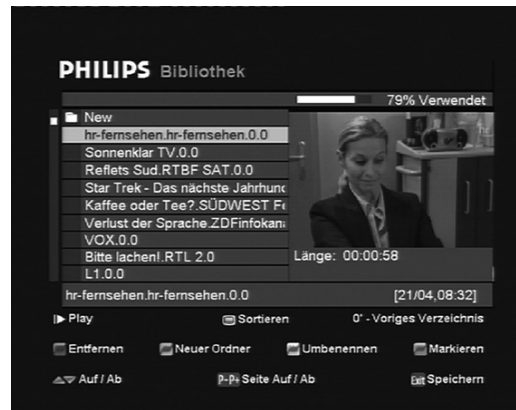 PHILIPS Bibliothek
79% Verwendet
New
hr-fernsehen.hr-fernsehen.0.0
Sonnenklar TV.0.0
Reflets Sud.RTBF SAT.0.0
Star Trek - Das nächste Jahrhund
Kaffee oder Tee?.SÜDWEST Fe
Verlust der Sprache.ZDFinfokana
VOX.0.0
Bitte lachen!.RTL 2.0
L1.0.0
Länge: 00:00:58
hr-fernsehen.hr-fernsehen.0.0 [21/04,08:32]
Play Sortieren 0' - Voriges Verzeichnis
Entfernen Neuer Ordner Umbenennen Markieren
Auf / Ab P-P+ Seite Auf / Ab Exit Speichern